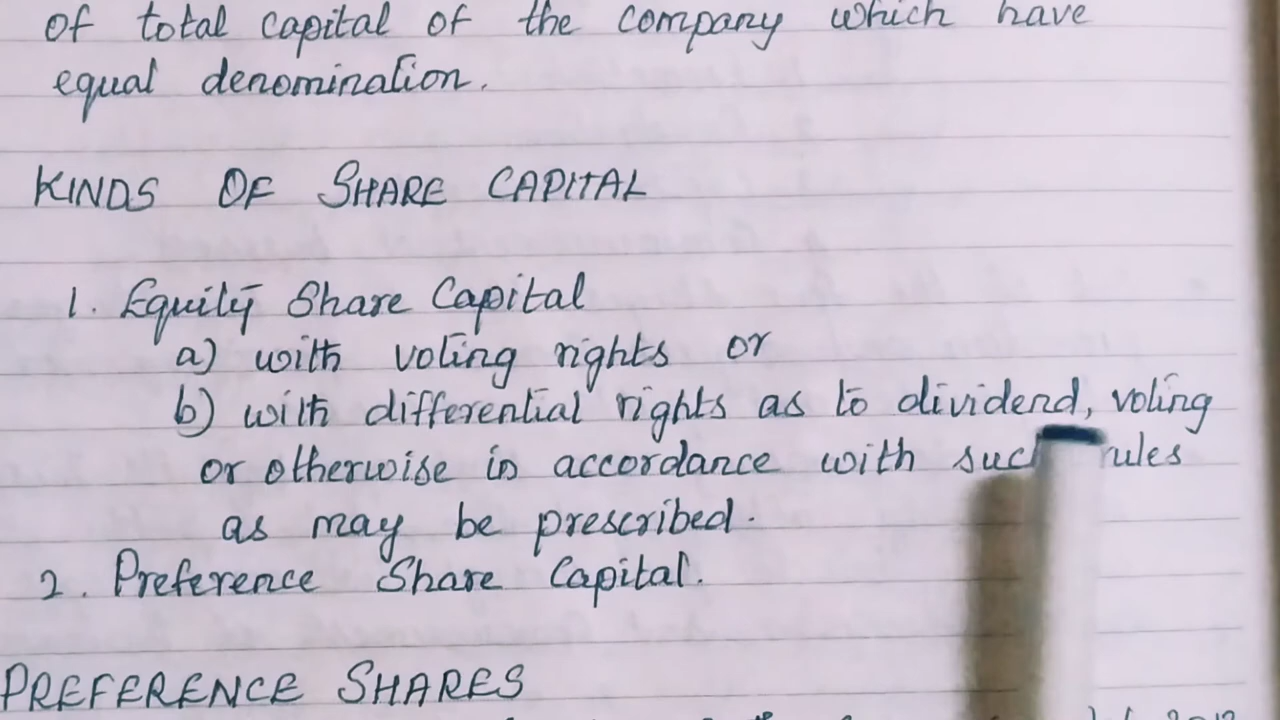 of total capital of the company which have
equal denomination.
KINDS OF SHARE CAPITAL
1. Equity Share Capital
a) with voting rights or
b) with differential rights as to dividend, voting
or otherwise in accordance with such rules
as may be prescribed.
2. Preference Share Capital.
PREFERENCE SHARES